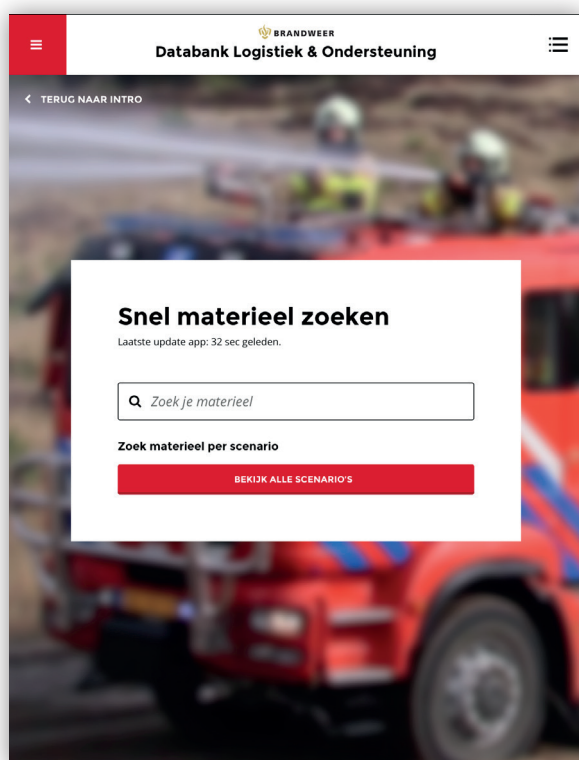 BRANDWEER
Databank Logistiek & Ondersteuning
TERUG NAAR INTRO
Snel materieel zoeken
Laatste update app: 32 sec geleden.
Zoek je materieel
Zoek materieel per scenario
BEKIJK ALLE SCENARIO'S